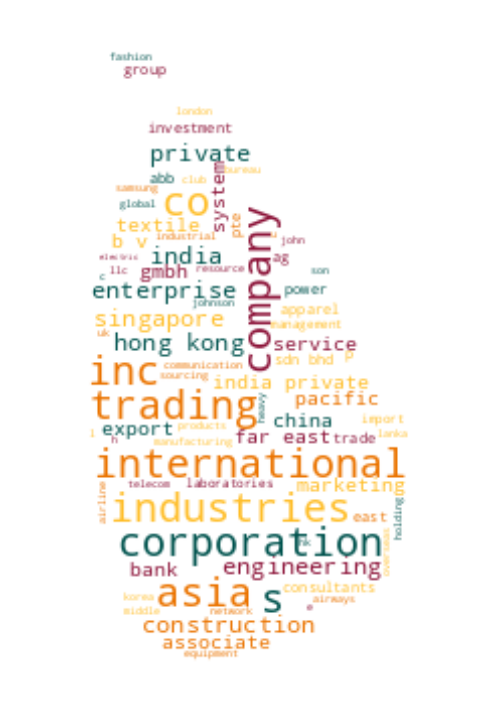 fashion
group
london
investment
private
bureau
system
abb
club
samsung
global
co
textile
pte
company
b v
industrial
u
john
electric
india
ag
llc
gmbh
resource
son
c
enterprise
power
johnson
singapore
apparel
management
uk
hong kong
service
sdn bhd
p
inc
communication
sourcing
india private
trading
heavy
pacific
export
products
china
import
l
h
manufacturing
far east
trade
lanka
international
airline
telecom
laboratories
marketing
industries
east
holding
corporation
hk
overseas
bank
engineering
asia
s
consultants
korea
airways
middle
network
e
construction
associate
equipment